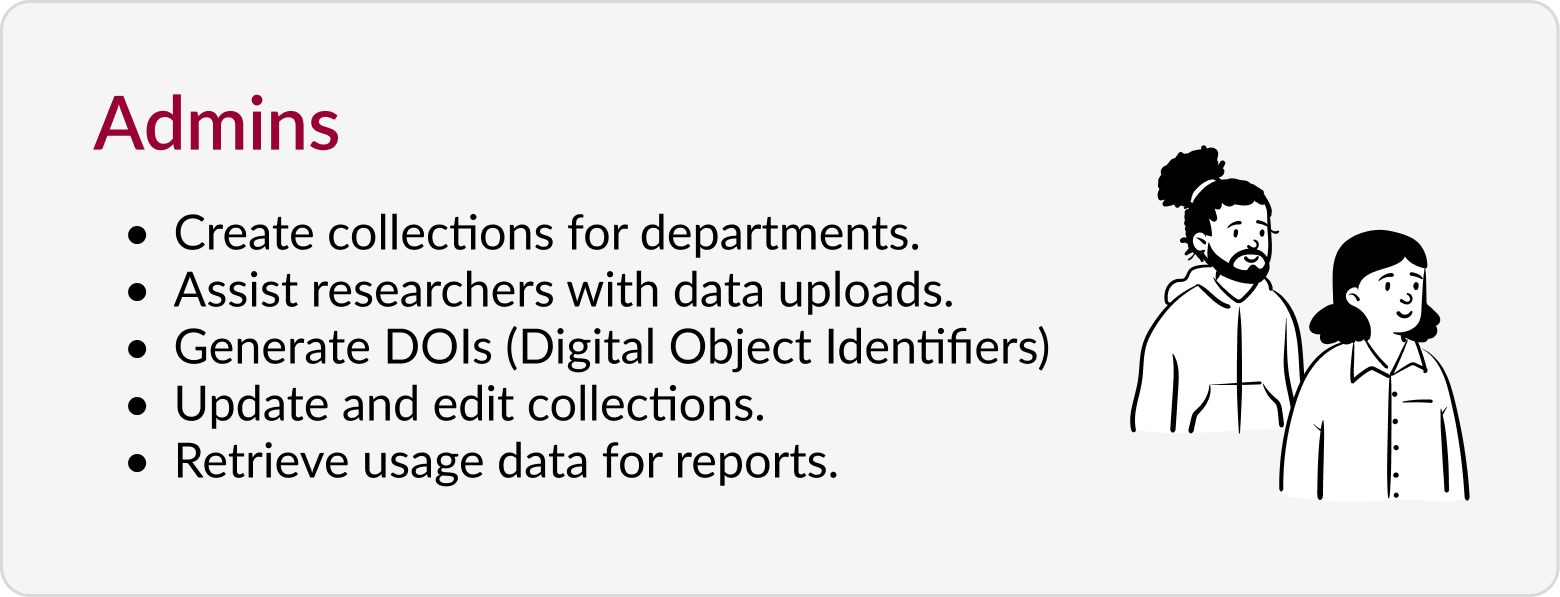 Admins
• Create collections for departments.
• Assist researchers with data uploads.
• Generate DOIs (Digital Object Identifiers)
• Update and edit collections.
• Retrieve usage data for reports.